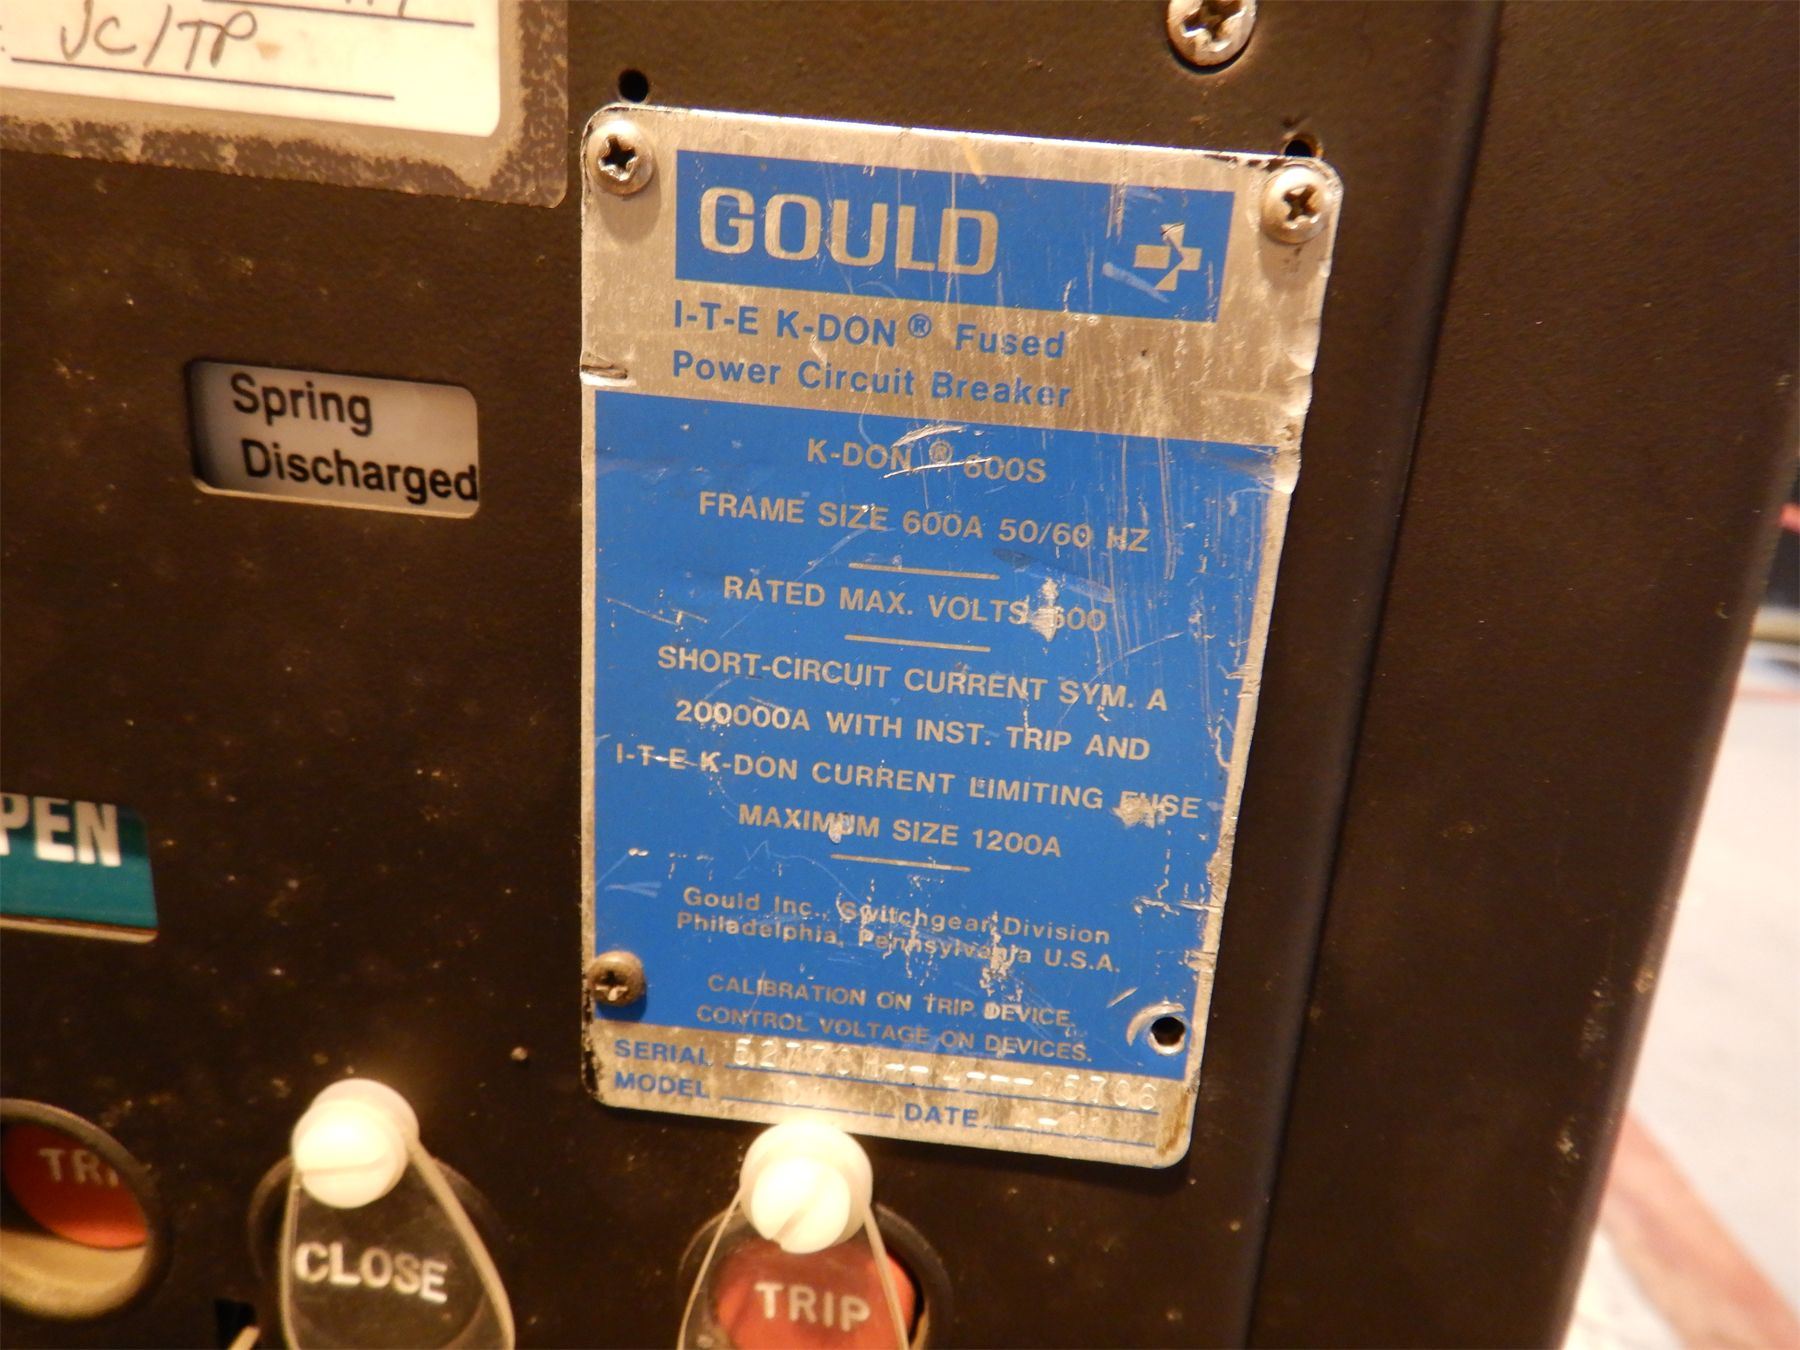 JC/TP
GOULD
I-T-E K-DON® Fused
Power Circuit Breaker
K-DON® 600S
FRAME SIZE 600A 50/60 HZ
RATED MAX. VOLTS 600
SHORT-CIRCUIT CURRENT SYM. A
200000A WITH INST. TRIP AND
I-T-E K-DON CURRENT LIMITING FUSE
MAXIMUM SIZE 1200A
Gould Inc., Switchgear Division
Philadelphia, Pennsylvania U.S.A.
CALIBRATION ON TRIP DEVICE
CONTROL VOLTAGE ON DEVICES.
SERIAL
MODEL DATE
Spring
Discharged
PEN
TRI
CLOSE
TRIP